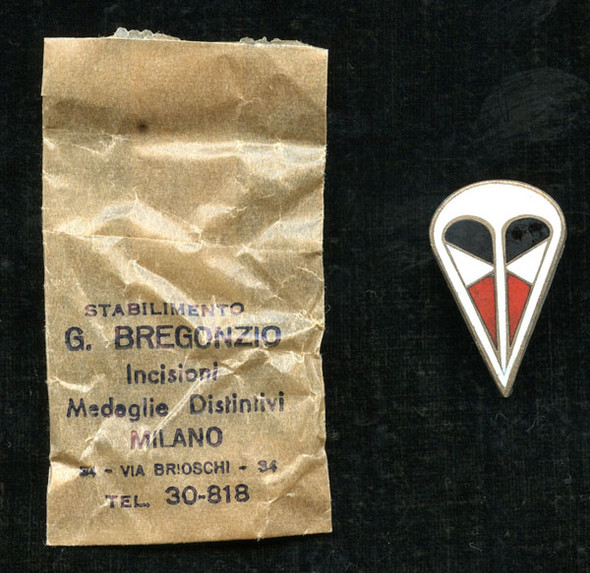 STABILIMENTO
G. BREGONZIO
Incisioni
Medaglie Distintivi
MILANO
34 - VIA BRIOSCHI - 34
TEL. 30-818